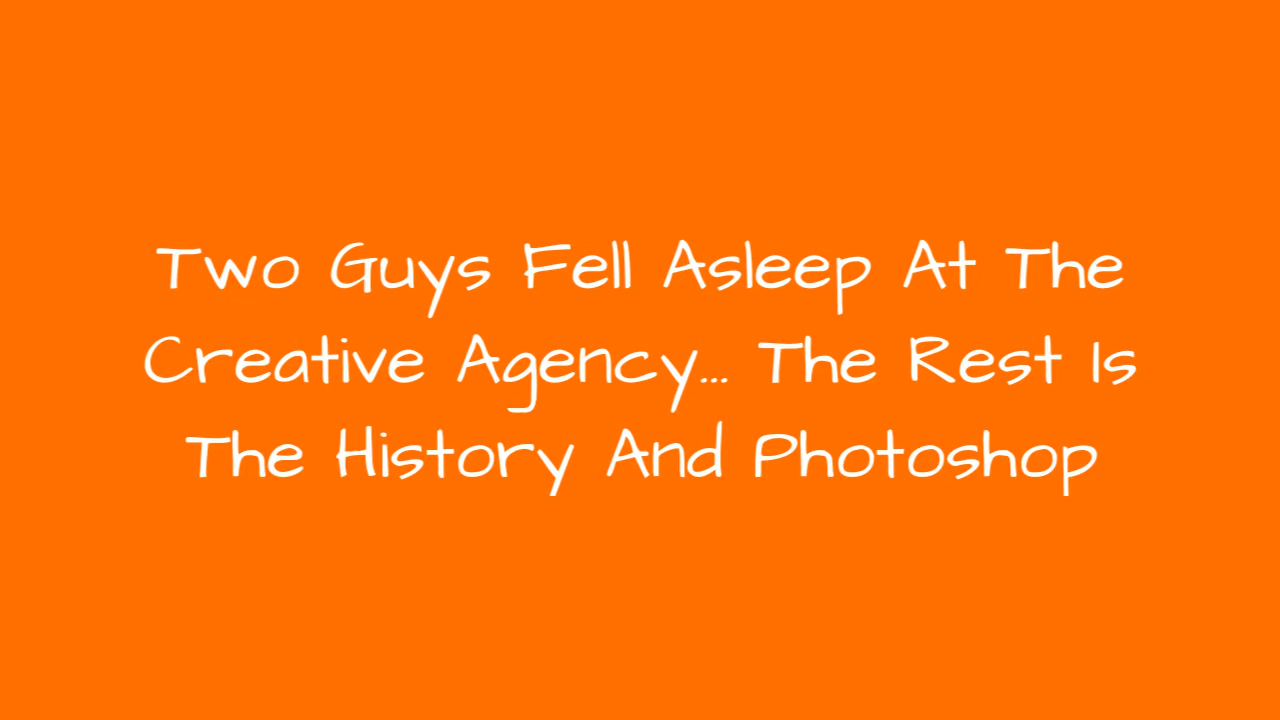 Two Guys Fell Asleep At The
Creative Agency... The Rest Is
The History And Photoshop